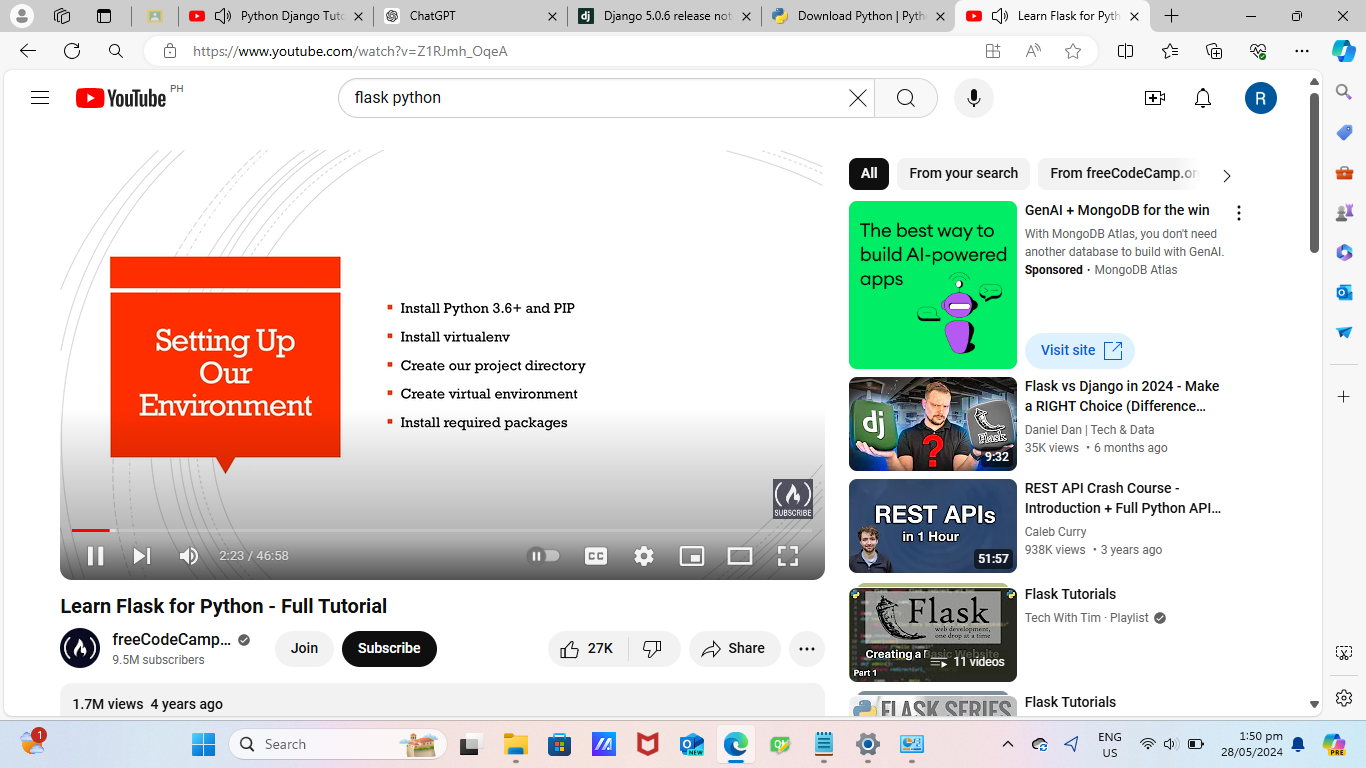 Python Django Tuto
ChatGPT
Django 5.0.6 release not
Download Python | Pyth
Learn Flask for Pyth
https://www.youtube.com/watch?v=Z1RJmh_OqeA
YouTube PH
flask python
R
All
From your search
From freeCodeCamp.or
The best way to
build AI-powered
apps
GenAI + MongoDB for the win
With MongoDB Atlas, you don't need
another database to build with GenAI.
Sponsored · MongoDB Atlas
Visit site
Setting Up
Our
Environment
Install Python 3.6+ and PIP
Install virtualenv
Create our project directory
Create virtual environment
Install required packages
SUBSCRIBE
2:23 / 46:58
CC
dj
Flask
9:32
Flask vs Django in 2024 - Make
a RIGHT Choice (Difference...
Daniel Dan | Tech & Data
35K views • 6 months ago
REST APIs
in 1 Hour
51:57
REST API Crash Course -
Introduction + Full Python API...
Caleb Curry
938K views • 3 years ago
Flask
web development,
one drop at a time
Creating a Basic Website
Part 1
11 videos
Flask Tutorials
Tech With Tim · Playlist
FLASK SERIES
Flask Tutorials
Learn Flask for Python - Full Tutorial
freeCodeCamp...
9.5M subscribers
Join
Subscribe
27K
Share
1.7M views 4 years ago
1
Search
NEW
ENG
US
1:50 pm
28/05/2024
PRE